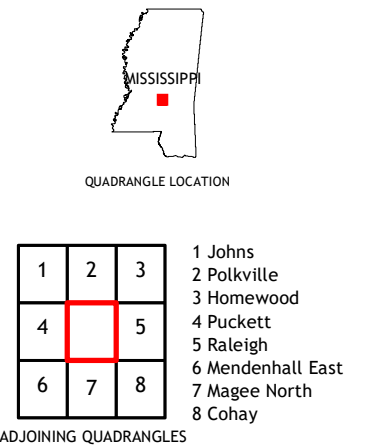 MISSISSIPPI
QUADRANGLE LOCATION
1 2 3
4 5
6 7 8
1 Johns
2 Polkville
3 Homewood
4 Puckett
5 Raleigh
6 Mendenhall East
7 Magee North
8 Cohay
ADJOINING QUADRANGLES